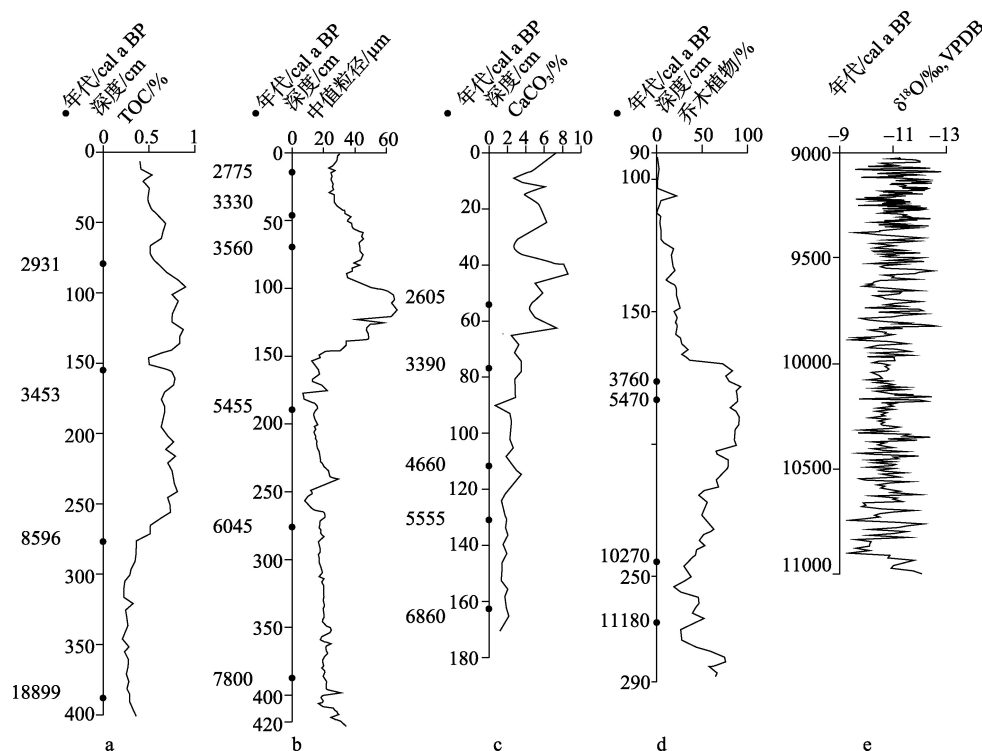 年代/cal a BP
深度/cm
TOC/%
0 0.5 1
0
50
100
150
200
250
300
350
400
2931
3453
8596
18899
a
年代/cal a BP
深度/cm
中值粒径/μm
0 20 40 60
0
50
100
150
200
250
300
350
400
420
2775
3330
3560
5455
6045
7800
b
年代/cal a BP
深度/cm
CaCO₃/%
0 2 4 6 8 10
0
20
40
60
80
100
120
140
160
180
2605
3390
4660
5555
6860
c
年代/cal a BP
深度/cm
乔木植物/%
0 50 100
90
100
150
250
290
3760
5470
10270
11180
d
年代/cal a BP
δ¹⁸O/‰, VPDB
−9 −11 −13
9000
9500
10000
10500
11000
e